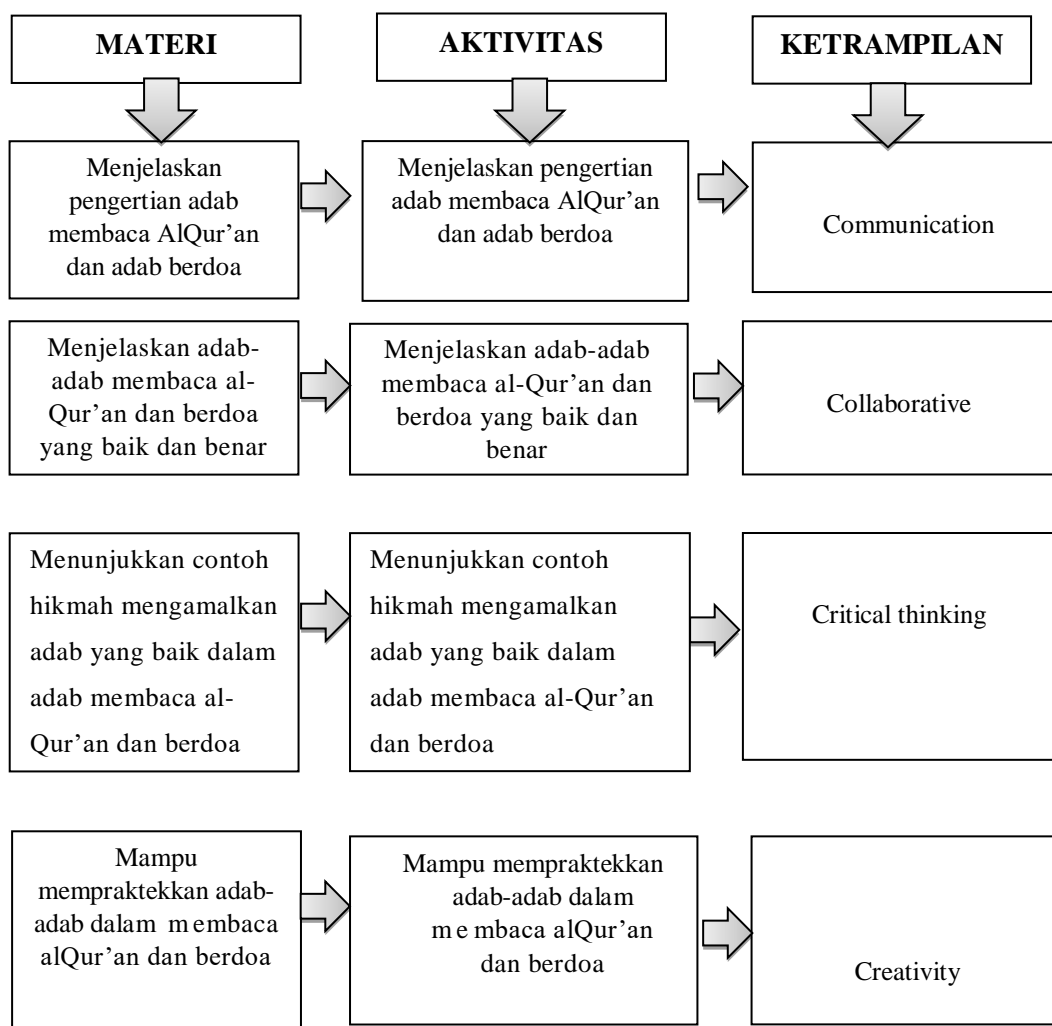 MATERI
AKTIVITAS
KETRAMPILAN
Menjelaskan
pengertian adab
membaca AlQur’an
dan adab berdoa
Menjelaskan pengertian
adab membaca AlQur’an
dan adab berdoa
Communication
Menjelaskan adab-
adab membaca al-
Qur’an dan berdoa
yang baik dan benar
Menjelaskan adab-adab
membaca al-Qur’an dan
berdoa yang baik dan
benar
Collaborative
Menunjukkan contoh
hikmah mengamalkan
adab yang baik dalam
adab membaca al-
Qur’an dan berdoa
Menunjukkan contoh
hikmah mengamalkan
adab yang baik dalam
adab membaca al-Qur’an
dan berdoa
Critical thinking
Mampu
mempraktekkan adab-
adab dalam membaca
alQur’an dan berdoa
Mampu mempraktekkan
adab-adab dalam
membaca alQur’an
dan berdoa
Creativity